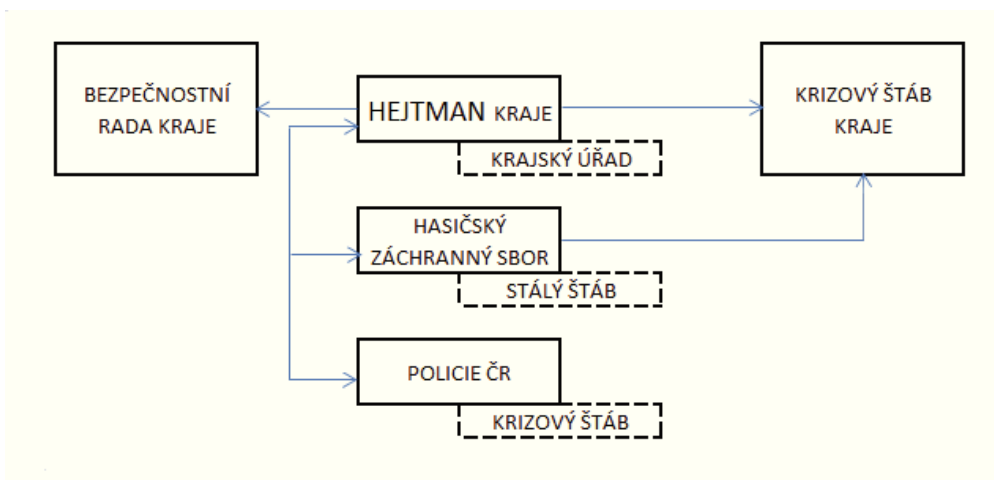 BEZPEČNOSTNÍ
RADA KRAJE
HEJTMAN KRAJE
KRAJSKÝ ÚŘAD
KRIZOVÝ ŠTÁB
KRAJE
HASIČSKÝ
ZÁCHRANNÝ SBOR
STÁLÝ ŠTÁB
POLICIE ČR
KRIZOVÝ ŠTÁB